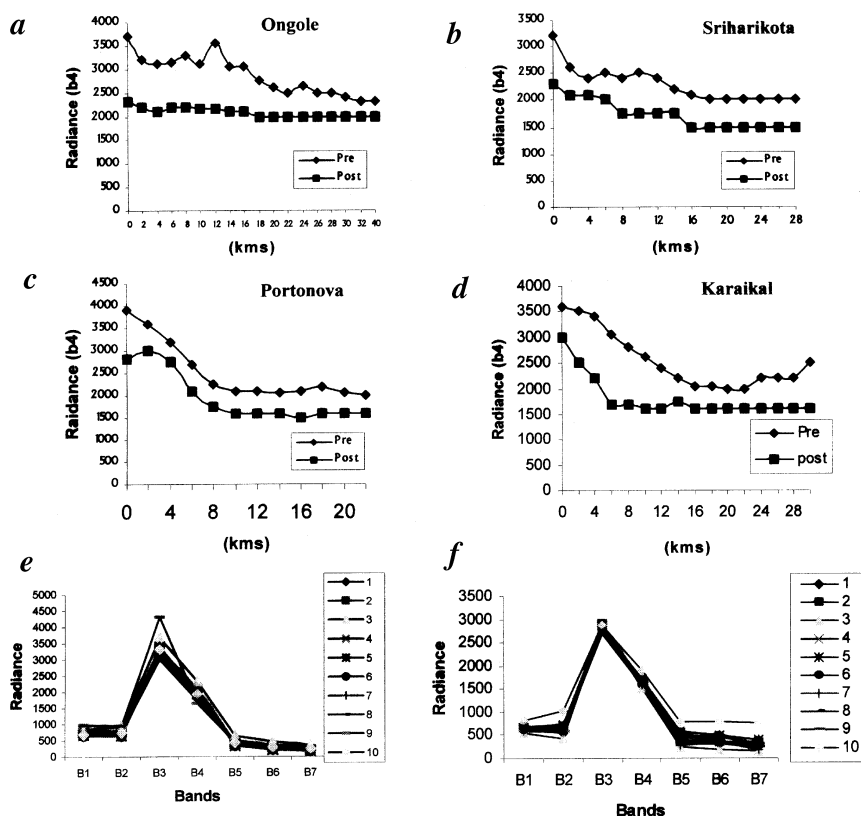 a
Ongole
Radiance (b4)
4000
3500
3000
2500
2000
1500
1000
500
0
0 2 4 6 8 10 12 14 16 18 20 22 24 26 28 30 32 40
Pre
Post
(kms)
b
Sriharikota
Radiance (b4)
3500
3000
2500
2000
1500
1000
500
0
0 4 8 12 16 20 24 28
Pre
Post
(kms)
c
Portonova
Raidance (b4)
4500
4000
3500
3000
2500
2000
1500
1000
500
0
0 4 8 12 16 20
Pre
Post
(kms)
d
Karaikal
Radiance (b4)
4000
3500
3000
2500
2000
1500
1000
500
0
0 4 8 12 16 20 24 28
Pre
post
(kms)
e
Radiance
5000
4500
4000
3500
3000
2500
2000
1500
1000
500
0
B1 B2 B3 B4 B5 B6 B7
Bands
1
2
3
4
5
6
7
8
9
10
f
Radiance
3500
3000
2500
2000
1500
1000
500
0
B1 B2 B3 B4 B5 B6 B7
Bands
1
2
3
4
5
6
7
8
9
10